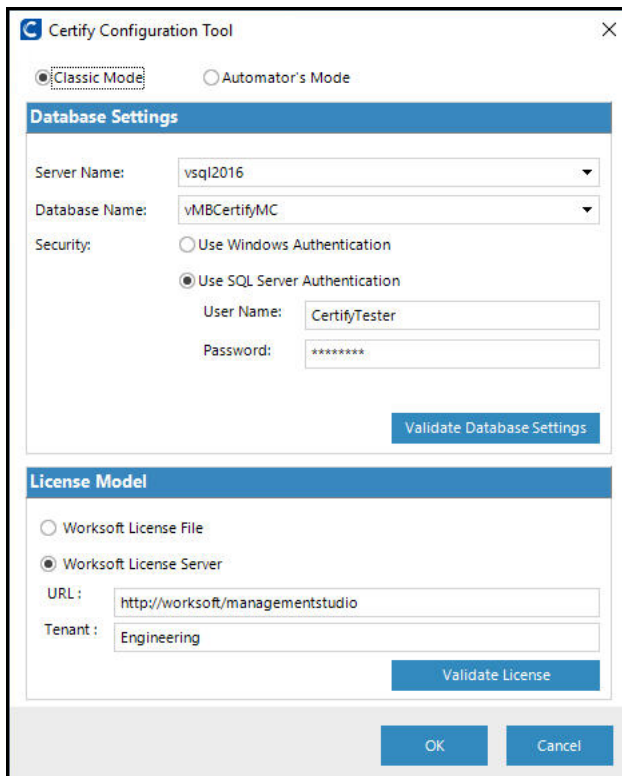 Certify Configuration Tool
Classic Mode Automator's Mode
Database Settings
Server Name: vsql2016
Database Name: vMBCertifyMC
Security: Use Windows Authentication
Use SQL Server Authentication
User Name: CertifyTester
Password: ********
Validate Database Settings
License Model
Worksoft License File
Worksoft License Server
URL : http://worksoft/managementstudio
Tenant : Engineering
Validate License
OK Cancel